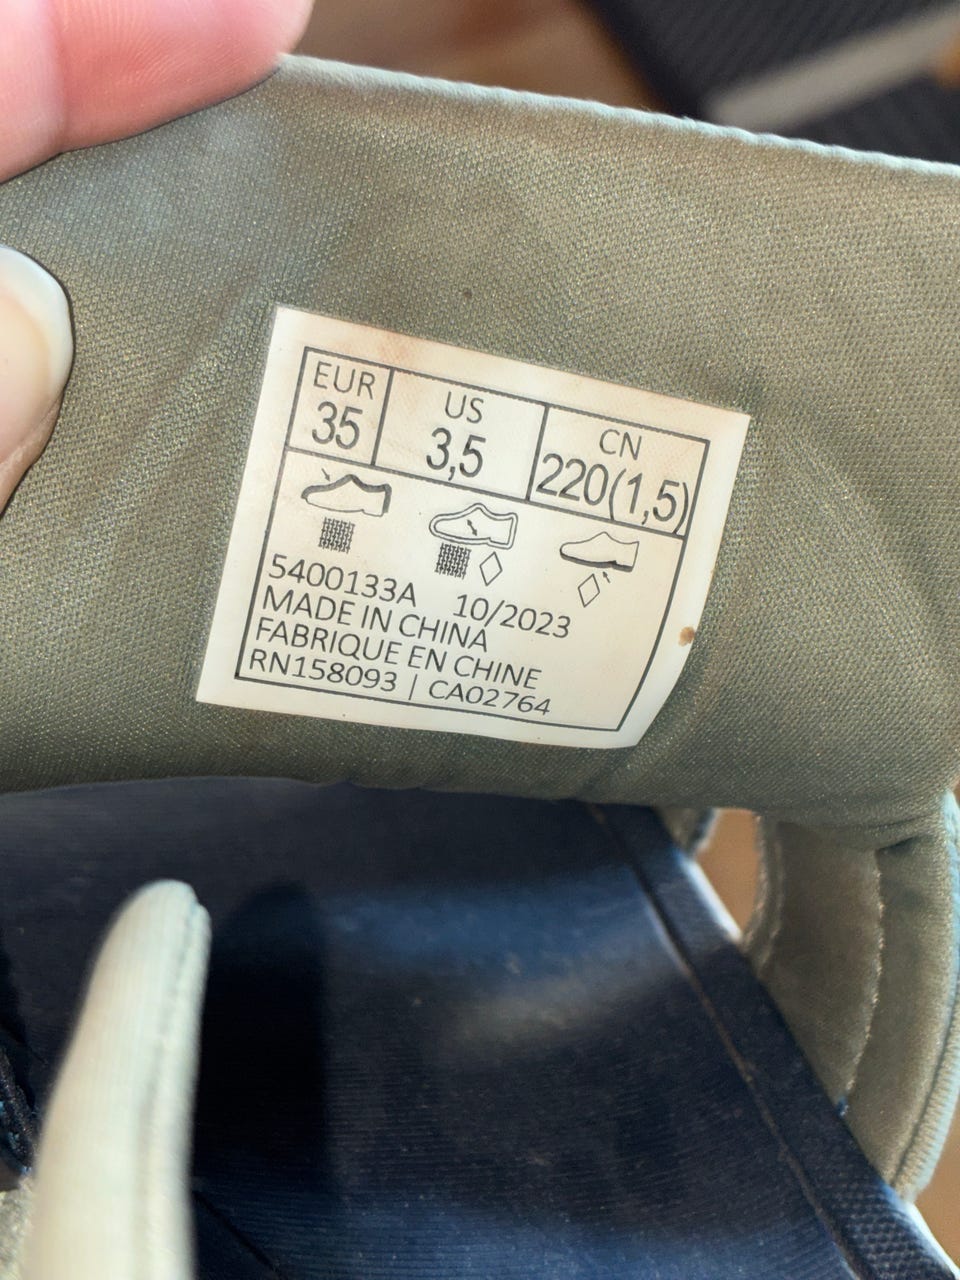 EUR US CN
35 3,5 220(1,5)
5400133A 10/2023
MADE IN CHINA
FABRIQUE EN CHINE
RN158093 | CA02764